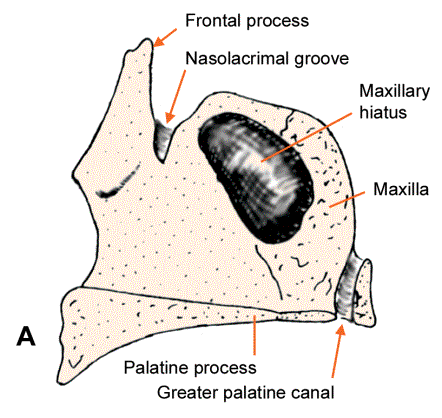 Frontal process
Nasolacrimal groove
Maxillary
hiatus
Maxilla
A
Palatine process
Greater palatine canal